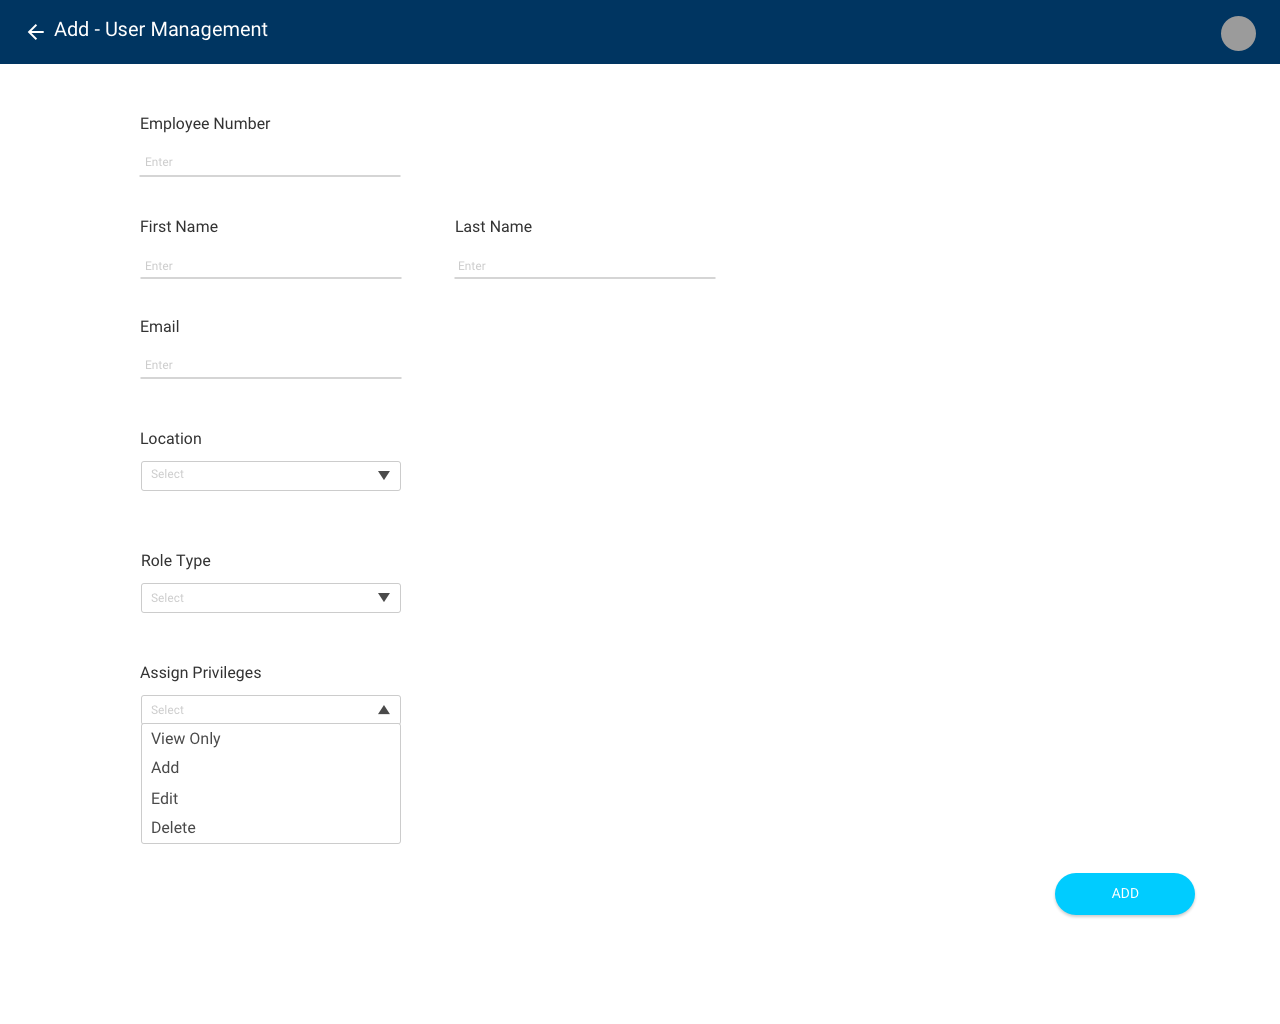 Add - User Management
Employee Number
Enter
First Name
Last Name
Enter
Enter
Email
Enter
Location
Select
Role Type
Select
Assign Privileges
Select
View Only
Add
Edit
Delete
ADD